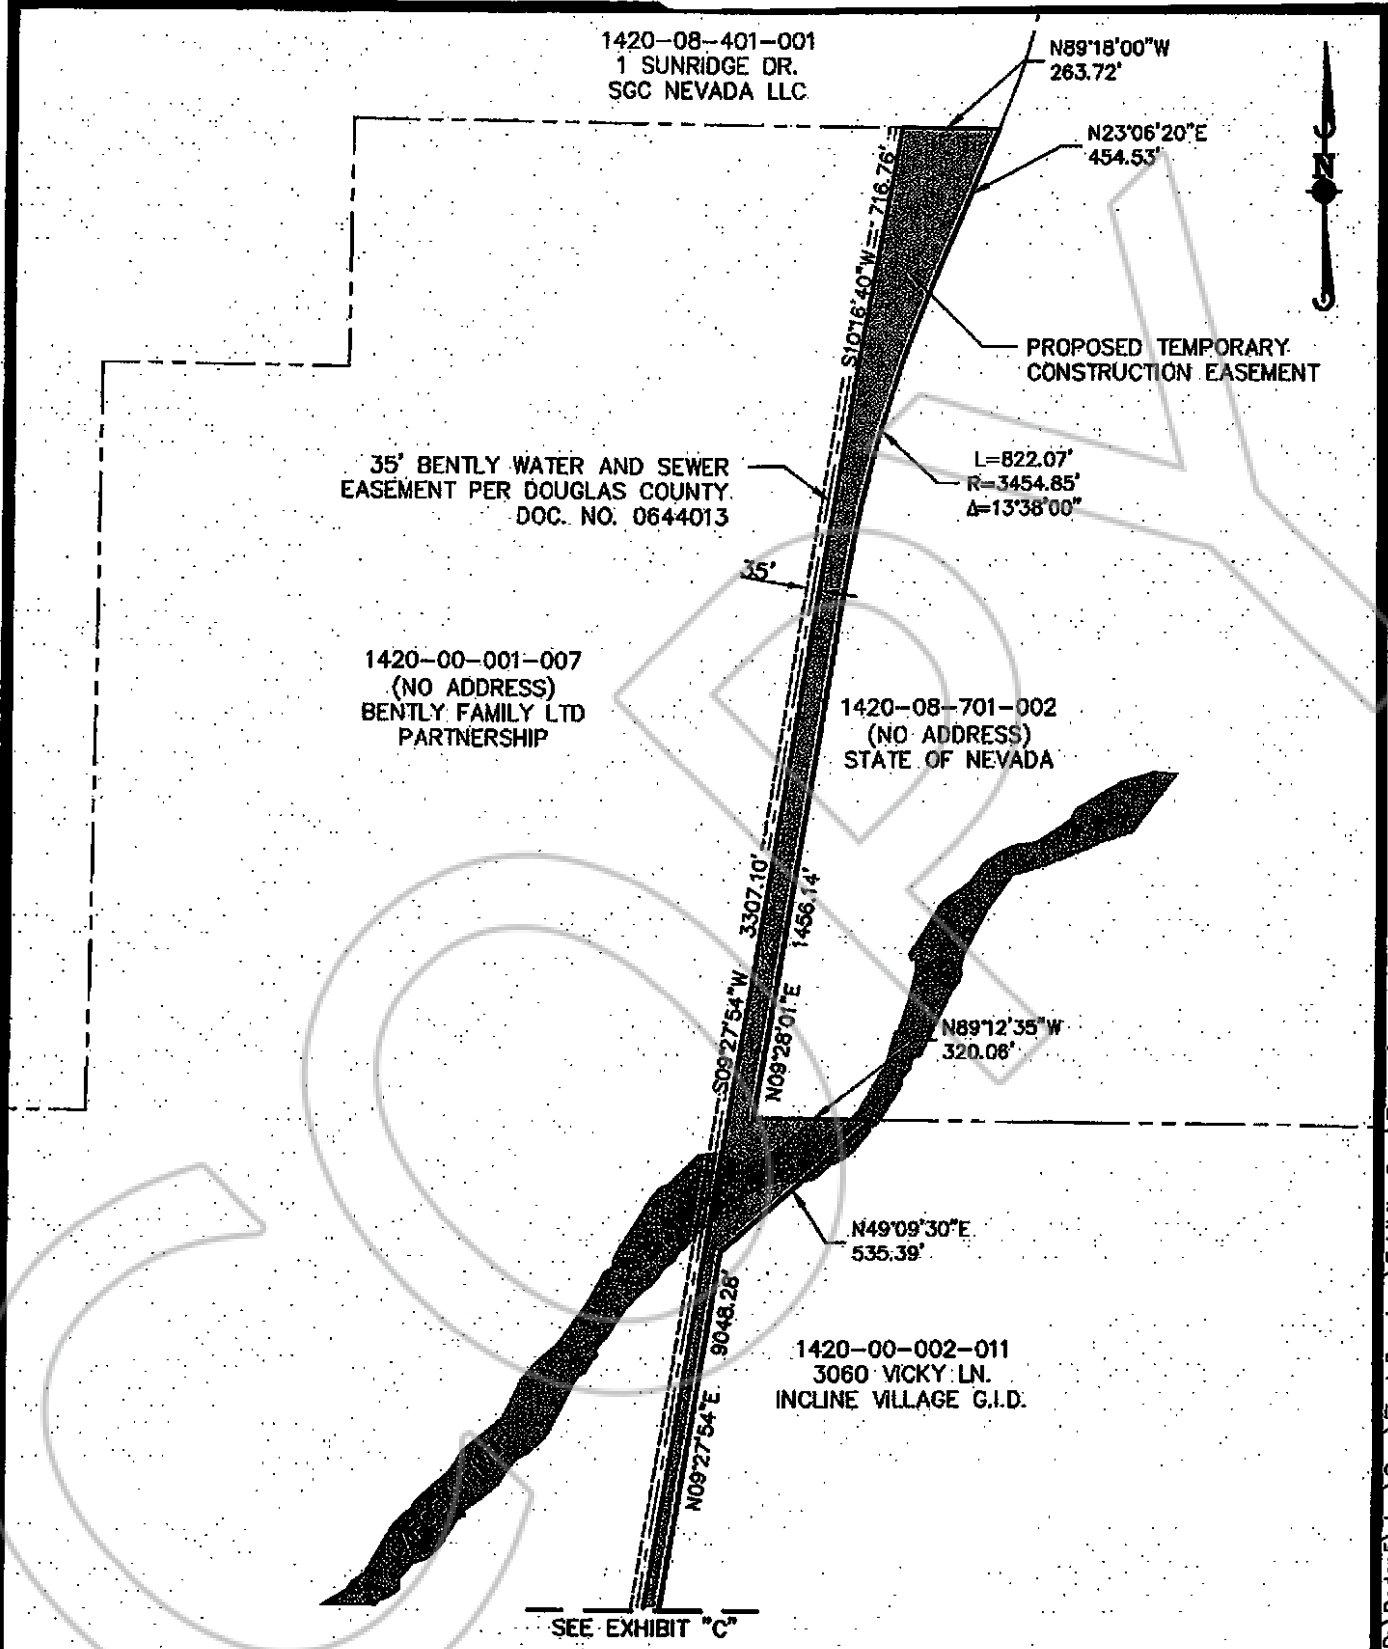 1420-08-401-001
1 SUNRIDGE DR.
SGC NEVADA LLC
N89°18'00"W
263.72'
N23°06'20"E
454.53'
N
S10°16'40"W 716.76'
PROPOSED TEMPORARY
CONSTRUCTION EASEMENT
35' BENTLY WATER AND SEWER
EASEMENT PER DOUGLAS COUNTY
DOC. NO. 0644013
L=822.07'
R=3454.85'
Δ=13°38'00"
35'
1420-00-001-007
(NO ADDRESS)
BENTLY FAMILY LTD
PARTNERSHIP
1420-08-701-002
(NO ADDRESS)
STATE OF NEVADA
S09°27'54"W 3307.10'
N09°28'01"E 1456.14'
N89°12'35"W
320.06'
N49°09'30"E
535.39'
N09°27'54"E 9048.28'
1420-00-002-011
3060 VICKY LN.
INCLINE VILLAGE G.I.D.
SEE EXHIBIT "C"
COPY